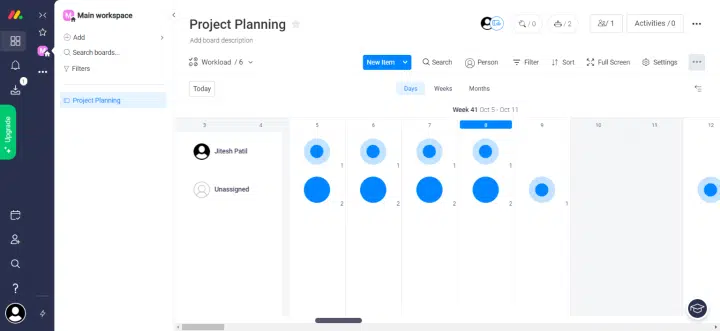 M Main workspace
Add
Search boards...
Filters
Project Planning
Upgrade
1
M
?
Project Planning
Add board description
/ 0
/ 2
/ 1
Activities / 0
Workload / 6
New Item
Search
Person
Filter
Sort
Full Screen
Settings
Today
Days
Weeks
Months
Week 41 Oct 5 - Oct 11
3 4 5 6 7 8 9 10 11 12
Jitesh Patil
1 1 1 1
Unassigned
2 2 2 2 1